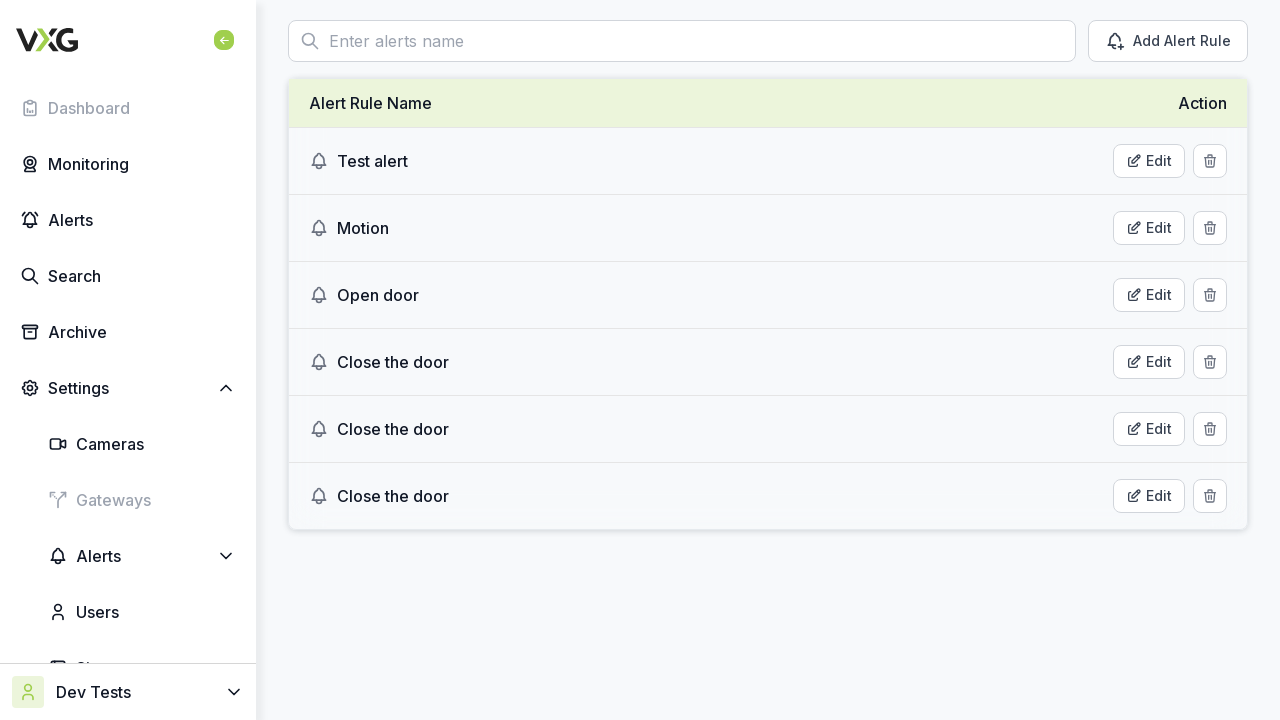 VXG
Enter alerts name
Add Alert Rule
Dashboard
Monitoring
Alerts
Search
Archive
Settings
Cameras
Gateways
Alerts
Users
Dev Tests
Alert Rule Name
Action
Test alert
Edit
Motion
Edit
Open door
Edit
Close the door
Edit
Close the door
Edit
Close the door
Edit